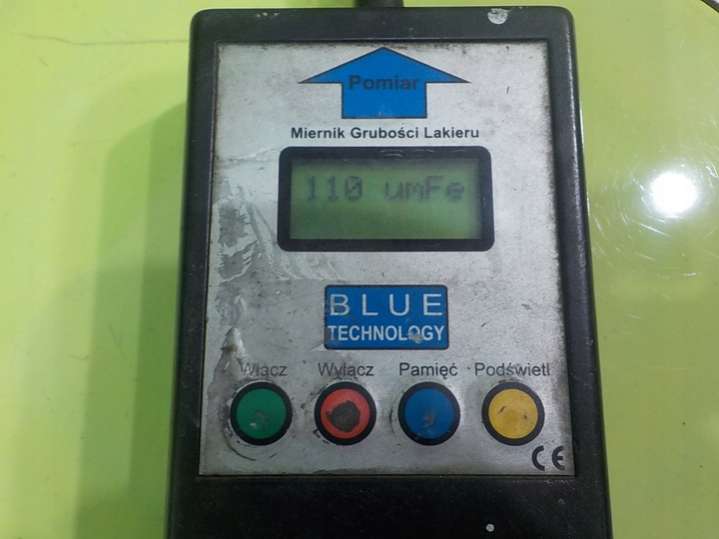 Pomiar
Miernik Grubości Lakieru
110 umFe
BLUE
TECHNOLOGY
Włącz Wyłącz Pamięć Podświetl
CE